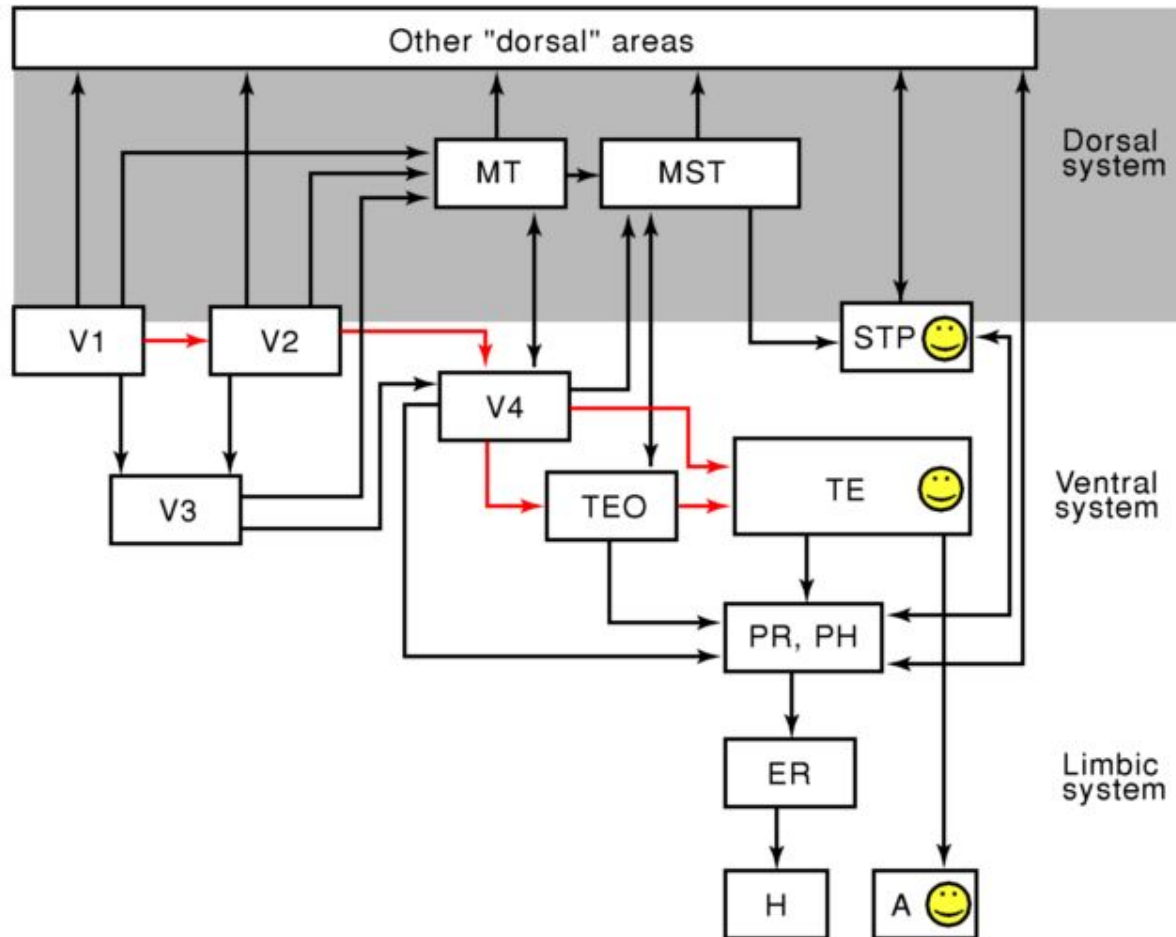 Other "dorsal" areas
Dorsal
system
MT
MST
V1
V2
STP
V4
V3
TEO
TE
Ventral
system
PR, PH
ER
Limbic
system
H
A